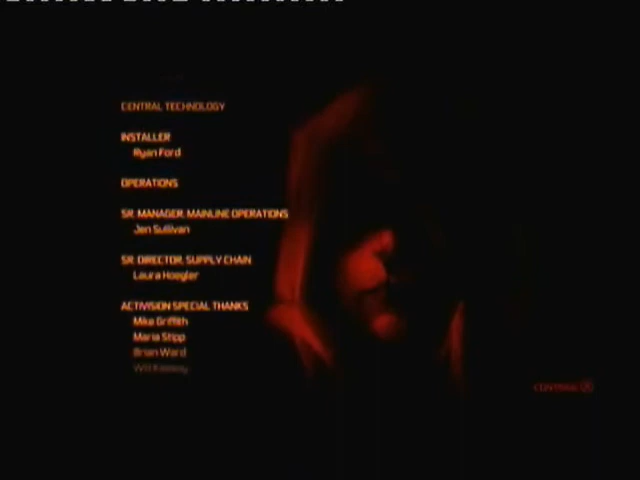 CENTRAL TECHNOLOGY
INSTALLER
Ryan Ford
OPERATIONS
SR. MANAGER, MAINLINE OPERATIONS
Jen Sullivan
SR. DIRECTOR, SUPPLY CHAIN
Laura Hoegler
ACTIVISION SPECIAL THANKS
Mike Griffith
Maria Stipp
Brian Ward
CONTINUE